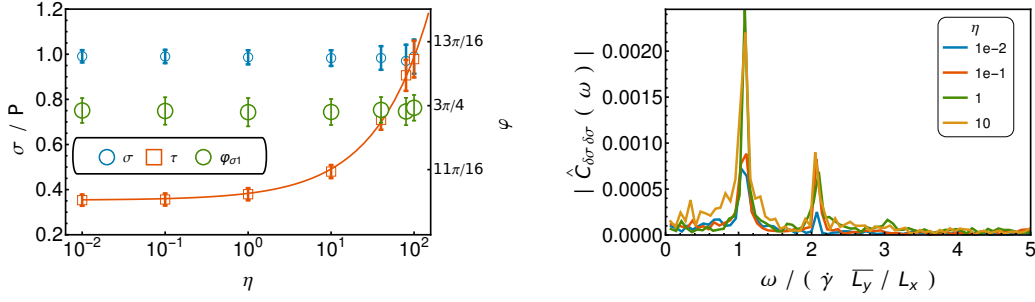 1.2
1.0
0.8
0.6
0.4
0.2
σ / P
13π/16
3π/4
11π/16
φ
σ τ φσ1
10⁻² 10⁻¹ 10⁰ 10¹ 10²
η
| Ĉδσ δσ ( ω ) |
0.0020
0.0015
0.0010
0.0005
0.0000
η
1e-2
1e-1
1
10
0 1 2 3 4 5
ω / ( γ̇ L̅y̅ / Lx )